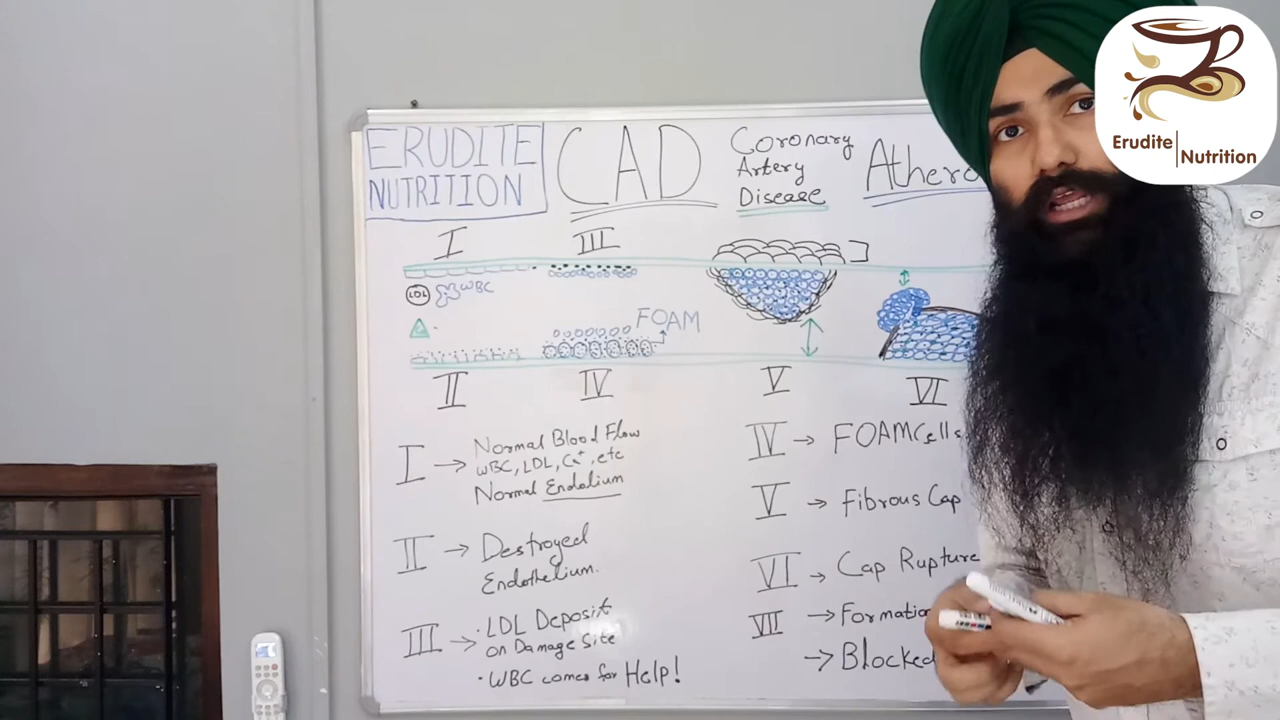 Erudite Nutrition
ERUDITE
NUTRITION
CAD
Coronary
Artery
Disease
Athero
I
III
LDL
WBC
FOAM
II
IV
V
VI
I → Normal Blood Flow
WBC, LDL, Ca⁺, etc
Normal Endolium
II → Destroyed
Endothelium.
III → · LDL Deposit
on Damage Site
· WBC comes for Help!
IV → FOAM Cells
V → Fibrous Cap
VI → Cap Rupture
VII → Formatio
→ Blocked